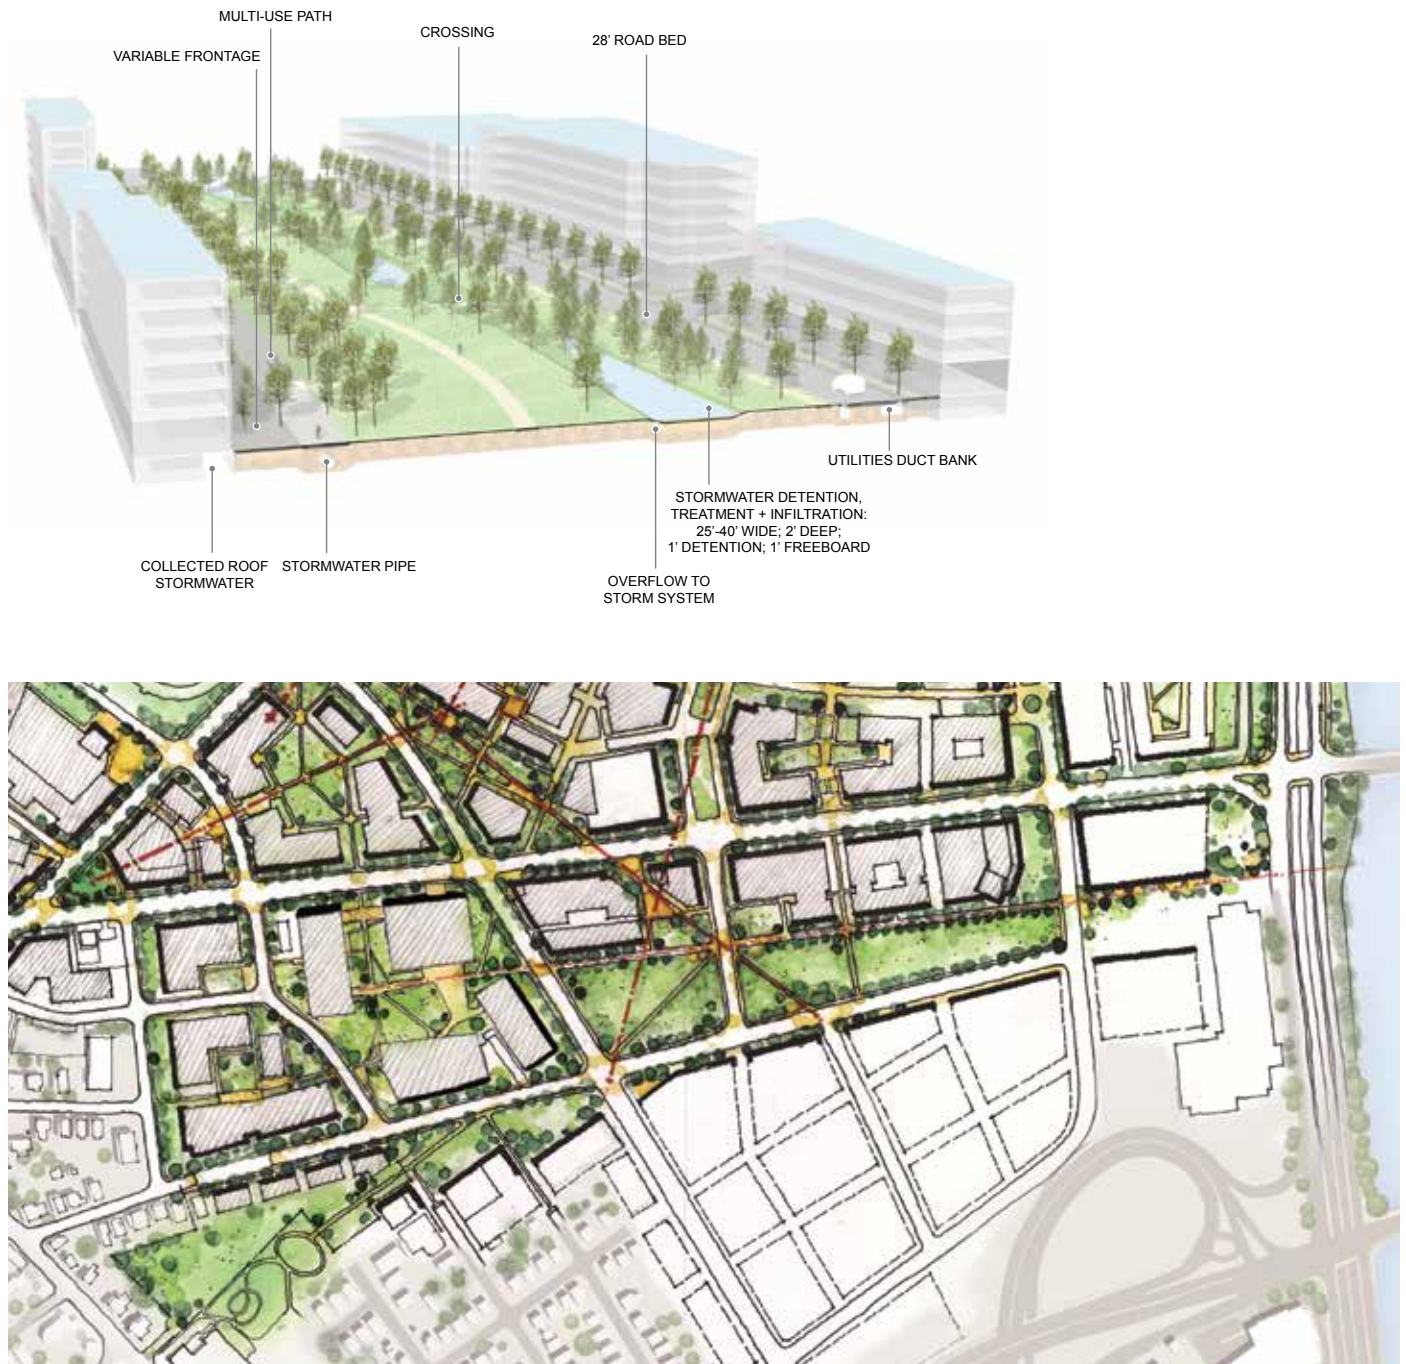 MULTI-USE PATH
CROSSING
28’ ROAD BED
VARIABLE FRONTAGE
UTILITIES DUCT BANK
STORMWATER DETENTION,
TREATMENT + INFILTRATION:
25’-40’ WIDE; 2’ DEEP;
1’ DETENTION; 1’ FREEBOARD
COLLECTED ROOF
STORMWATER
STORMWATER PIPE
OVERFLOW TO
STORM SYSTEM